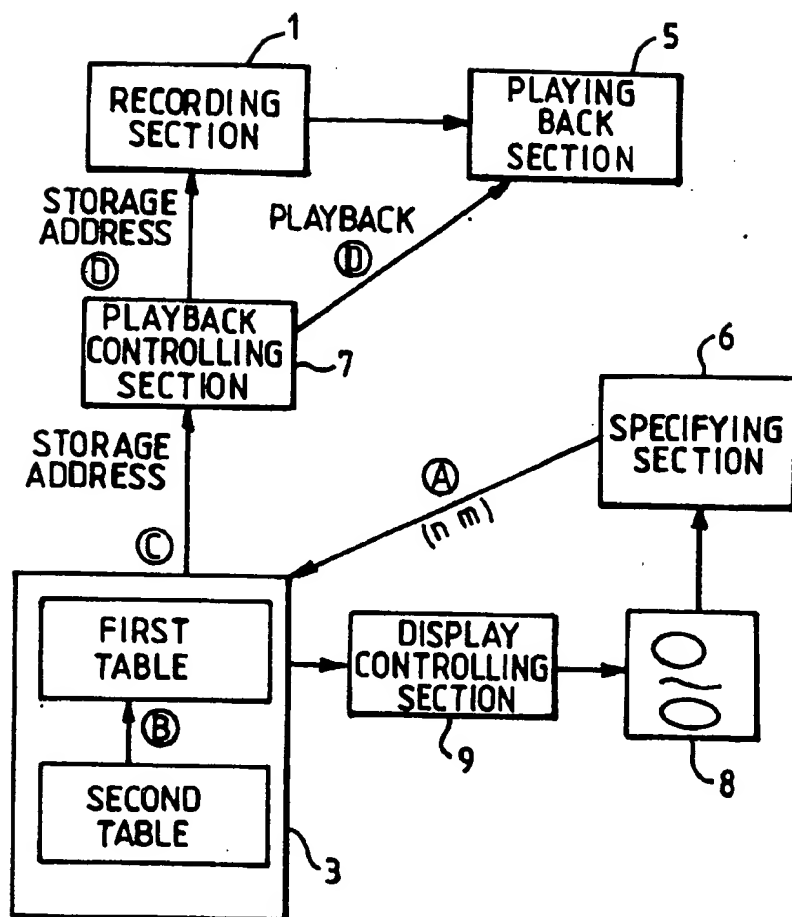 1
5
RECORDING
SECTION
PLAYING
BACK
SECTION
STORAGE
ADDRESS
D
PLAYBACK
D
PLAYBACK
CONTROLLING
SECTION
7
6
SPECIFYING
SECTION
STORAGE
ADDRESS
A
(n m)
C
FIRST
TABLE
DISPLAY
CONTROLLING
SECTION
9
8
B
SECOND
TABLE
3